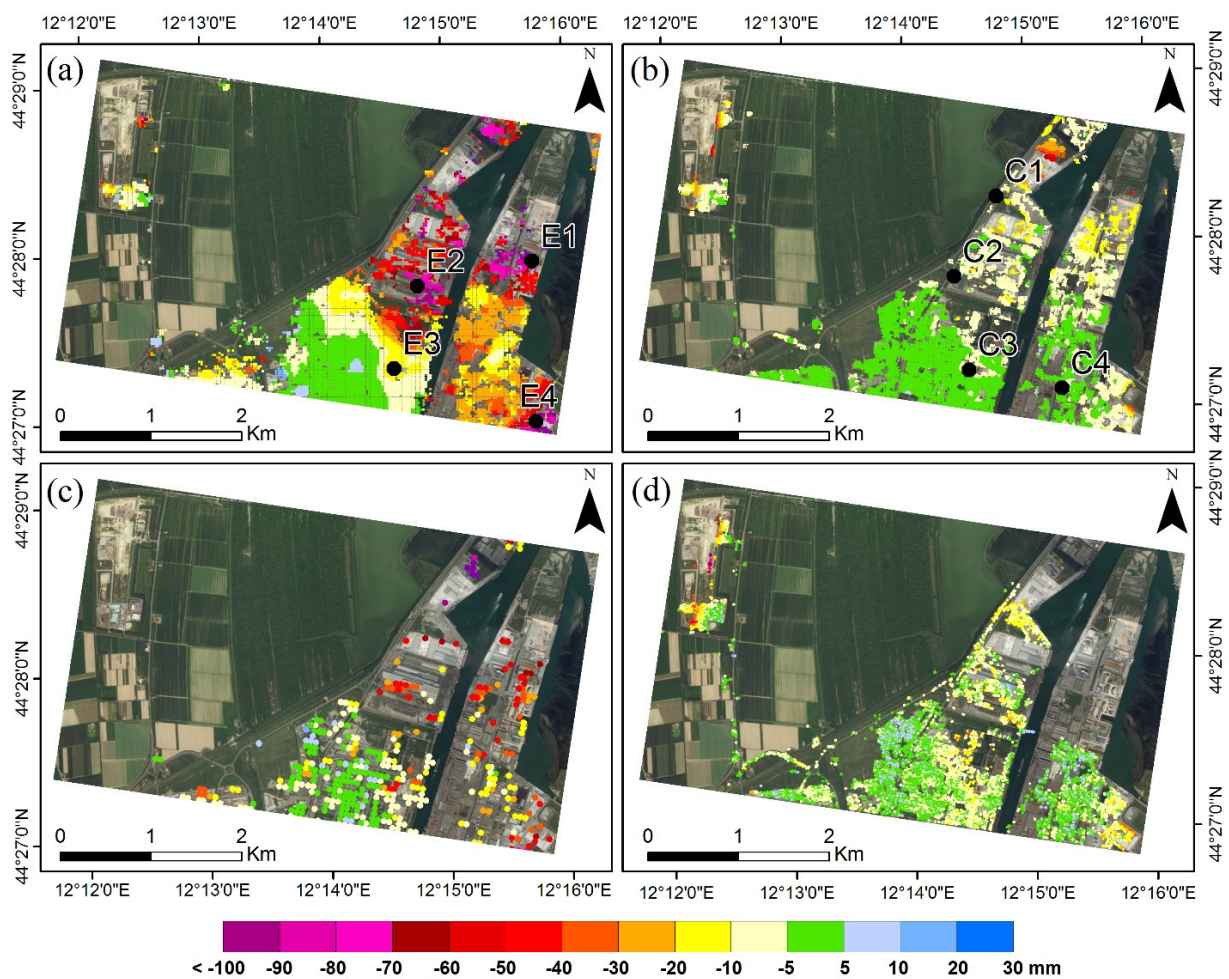 12°12'0"E 12°13'0"E 12°14'0"E 12°15'0"E 12°16'0"E 12°12'0"E 12°13'0"E 12°14'0"E 12°15'0"E 12°16'0"E
(a) N
44°29'0"N
44°28'0"N
44°27'0"N
E1
E2
E3
E4
0 1 2
Km
(b) N
44°29'0"N
44°28'0"N
44°27'0"N
C1
C2
C3
C4
0 1 2
Km
(c) N
44°29'0"N
44°28'0"N
44°27'0"N
0 1 2
Km
(d) N
44°29'0"N
44°28'0"N
44°27'0"N
0 1 2
Km
12°12'0"E 12°13'0"E 12°14'0"E 12°15'0"E 12°16'0"E 12°12'0"E 12°13'0"E 12°14'0"E 12°15'0"E 12°16'0"E
< -100 -90 -80 -70 -60 -50 -40 -30 -20 -10 -5 5 10 20 30 mm